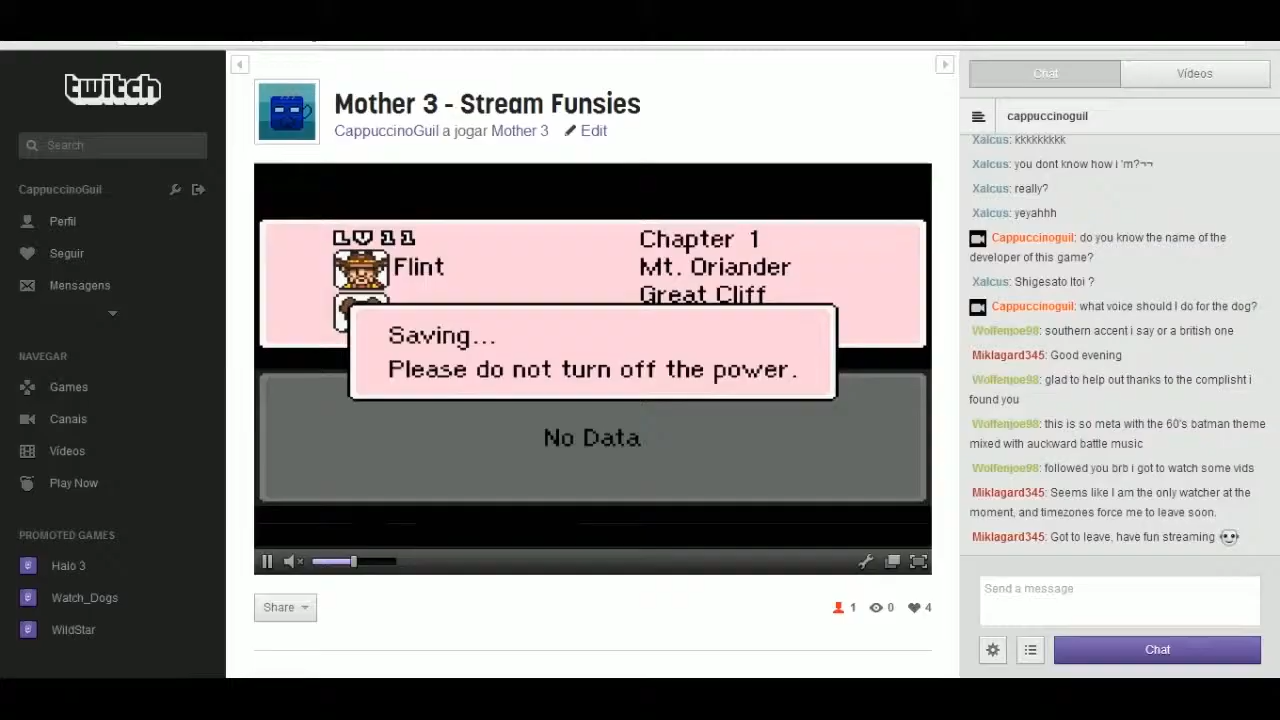 twitch
Search
CappuccinoGuil
Perfil
Seguir
Mensagens
NAVEGAR
Games
Canais
Vídeos
Play Now
PROMOTED GAMES
Halo 3
Watch_Dogs
WildStar
Mother 3 - Stream Funsies
CappuccinoGuil a jogar Mother 3 Edit
LV 11
Flint
Chapter 1
Mt. Oriander
Great Cliff
Saving...
Please do not turn off the power.
No Data
Share
1 0 4
Chat Vídeos
cappuccinoguil
Xalcus: kkkkkkkkk
Xalcus: you dont know how i 'm?¬¬
Xalcus: really?
Xalcus: yeyahhh
Cappuccinoguil: do you know the name of the
developer of this game?
Xalcus: Shigesato Itoi ?
Cappuccinoguil: what voice should I do for the dog?
Wolfenjoe98: southern accent i say or a british one
Miklagard345: Good evening
Wolfenjoe98: glad to help out thanks to the complisht i
found you
Wolfenjoe98: this is so meta with the 60's batman theme
mixed with auckward battle music
Wolfenjoe98: followed you brb i got to watch some vids
Miklagard345: Seems like I am the only watcher at the
moment, and timezones force me to leave soon.
Miklagard345: Got to leave, have fun streaming
Send a message
Chat